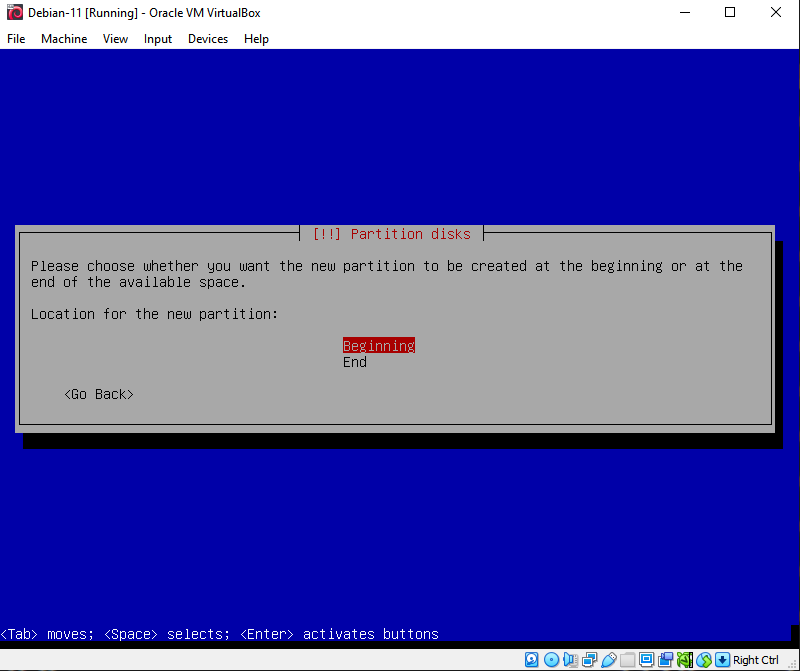 Debian-11 [Running] - Oracle VM VirtualBox
File Machine View Input Devices Help
[!!] Partition disks
Please choose whether you want the new partition to be created at the beginning or at the
end of the available space.
Location for the new partition:
Beginning
End
<Go Back>
<Tab> moves; <Space> selects; <Enter> activates buttons
Right Ctrl